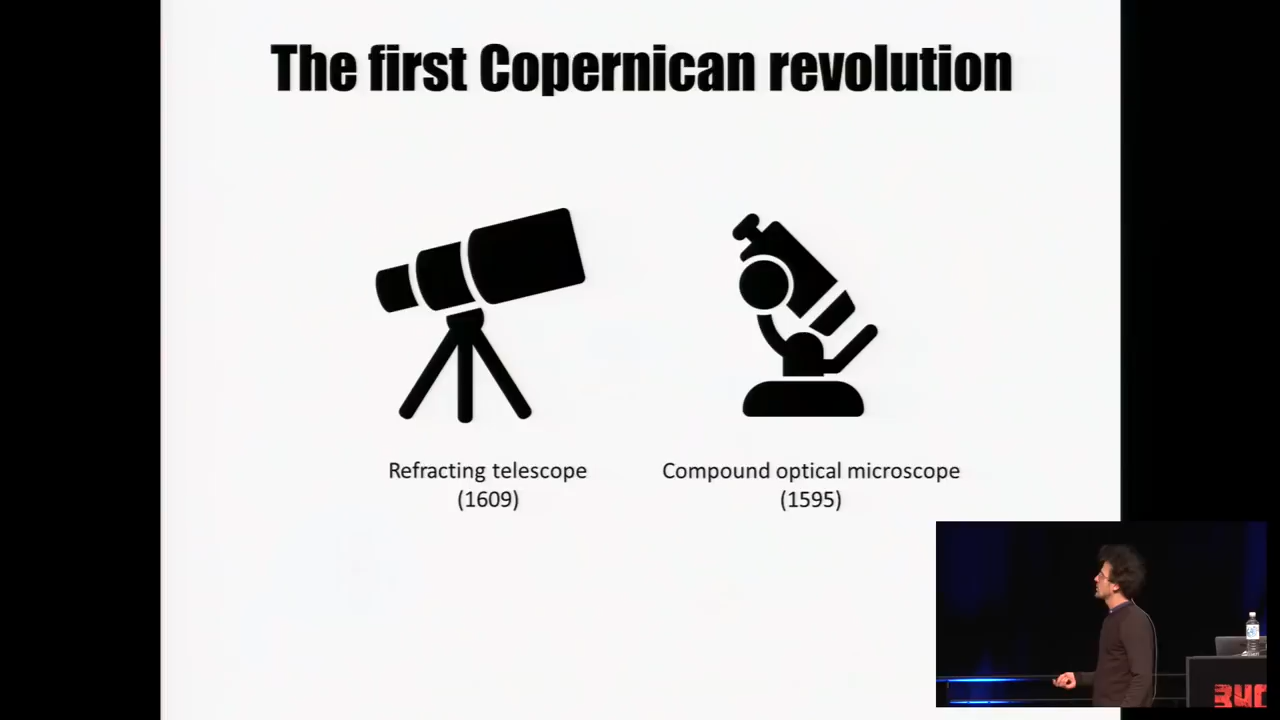 The first Copernican revolution
Refracting telescope
(1609)
Compound optical microscope
(1595)